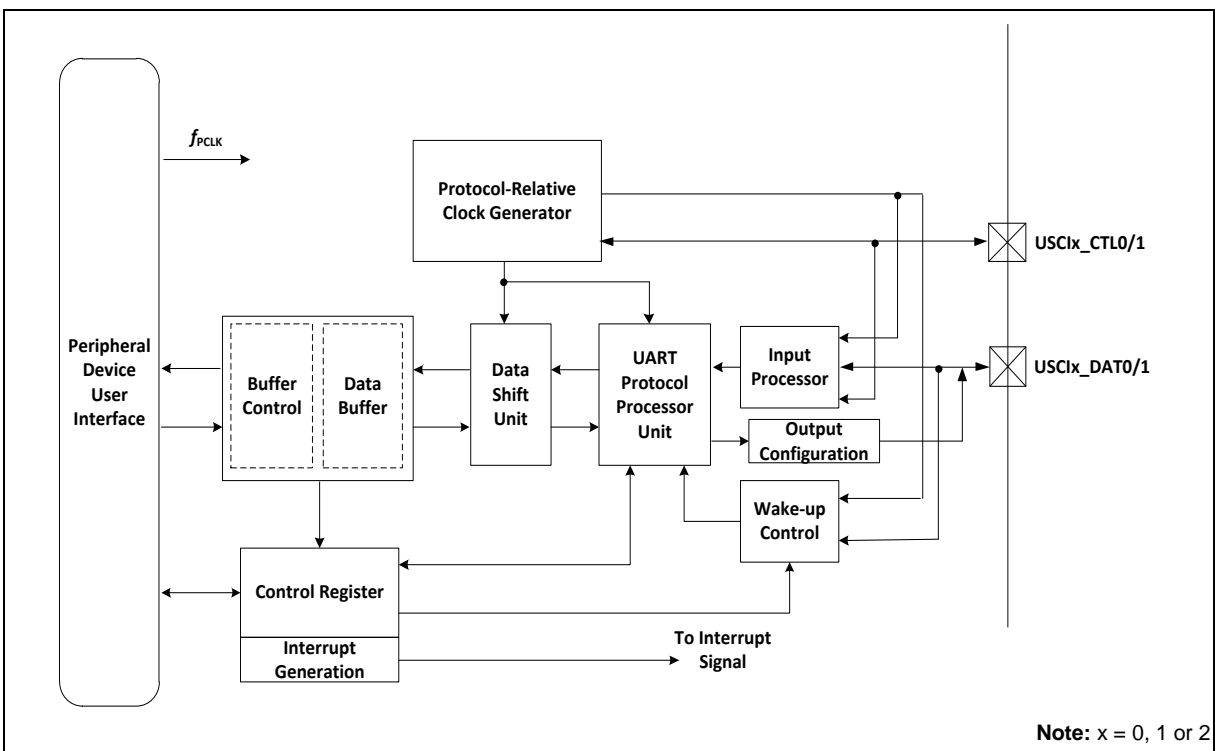 fPCLK
Protocol-Relative
Clock Generator
USCIx_CTL0/1
Peripheral
Device
User
Interface
Buffer
Control
Data
Buffer
Data
Shift
Unit
UART
Protocol
Processor
Unit
Input
Processor
USCIx_DAT0/1
Output
Configuration
Wake-up
Control
Control Register
Interrupt
Generation
To Interrupt
Signal
Note: x = 0, 1 or 2